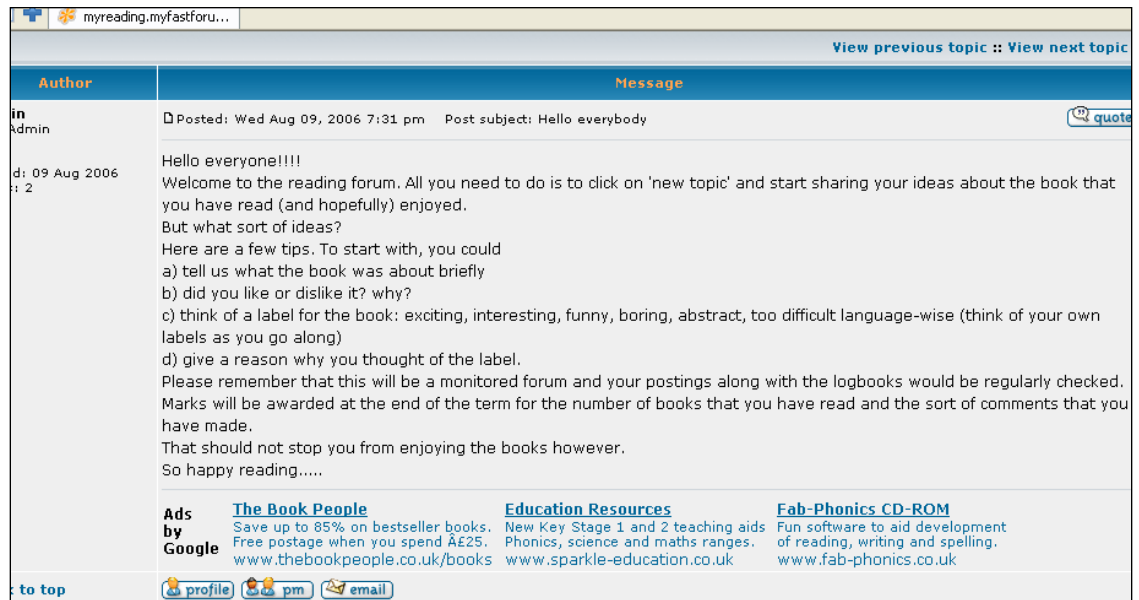 myreading.myfastforu...
View previous topic :: View next topic
Author Message
in
Admin
Posted: Wed Aug 09, 2006 7:31 pm Post subject: Hello everybody
quote
d: 09 Aug 2006
: 2
Hello everyone!!!!
Welcome to the reading forum. All you need to do is to click on 'new topic' and start sharing your ideas about the book that
you have read (and hopefully) enjoyed.
But what sort of ideas?
Here are a few tips. To start with, you could
a) tell us what the book was about briefly
b) did you like or dislike it? why?
c) think of a label for the book: exciting, interesting, funny, boring, abstract, too difficult language-wise (think of your own
labels as you go along)
d) give a reason why you thought of the label.
Please remember that this will be a monitored forum and your postings along with the logbooks would be regularly checked.
Marks will be awarded at the end of the term for the number of books that you have read and the sort of comments that you
have made.
That should not stop you from enjoying the books however.
So happy reading.....
Ads
by
Google
The Book People
Save up to 85% on bestseller books.
Free postage when you spend Â£25.
www.thebookpeople.co.uk/books
Education Resources
New Key Stage 1 and 2 teaching aids
Phonics, science and maths ranges.
www.sparkle-education.co.uk
Fab-Phonics CD-ROM
Fun software to aid development
of reading, writing and spelling.
www.fab-phonics.co.uk
to top
profile pm email